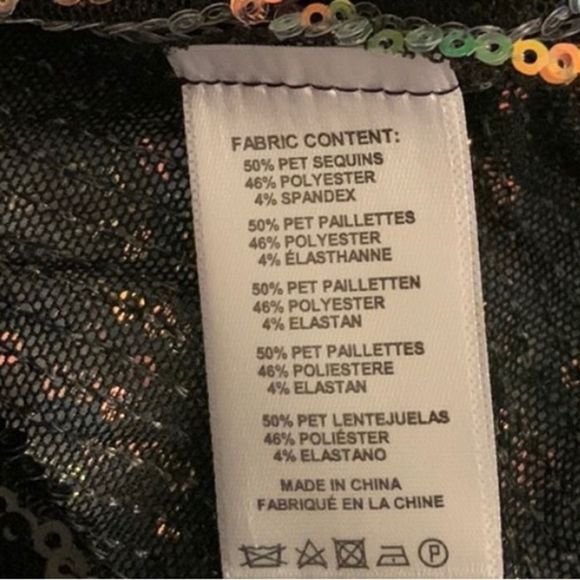 FABRIC CONTENT:
50% PET SEQUINS
46% POLYESTER
4% SPANDEX
50% PET PAILLETTES
46% POLYESTER
4% ÉLASTHANNE
50% PET PAILLETTEN
46% POLYESTER
4% ELASTAN
50% PET PAILLETTES
46% POLIESTERE
4% ELASTAN
50% PET LENTEJUELAS
46% POLIÉSTER
4% ELASTANO
MADE IN CHINA
FABRIQUÉ EN LA CHINE
P